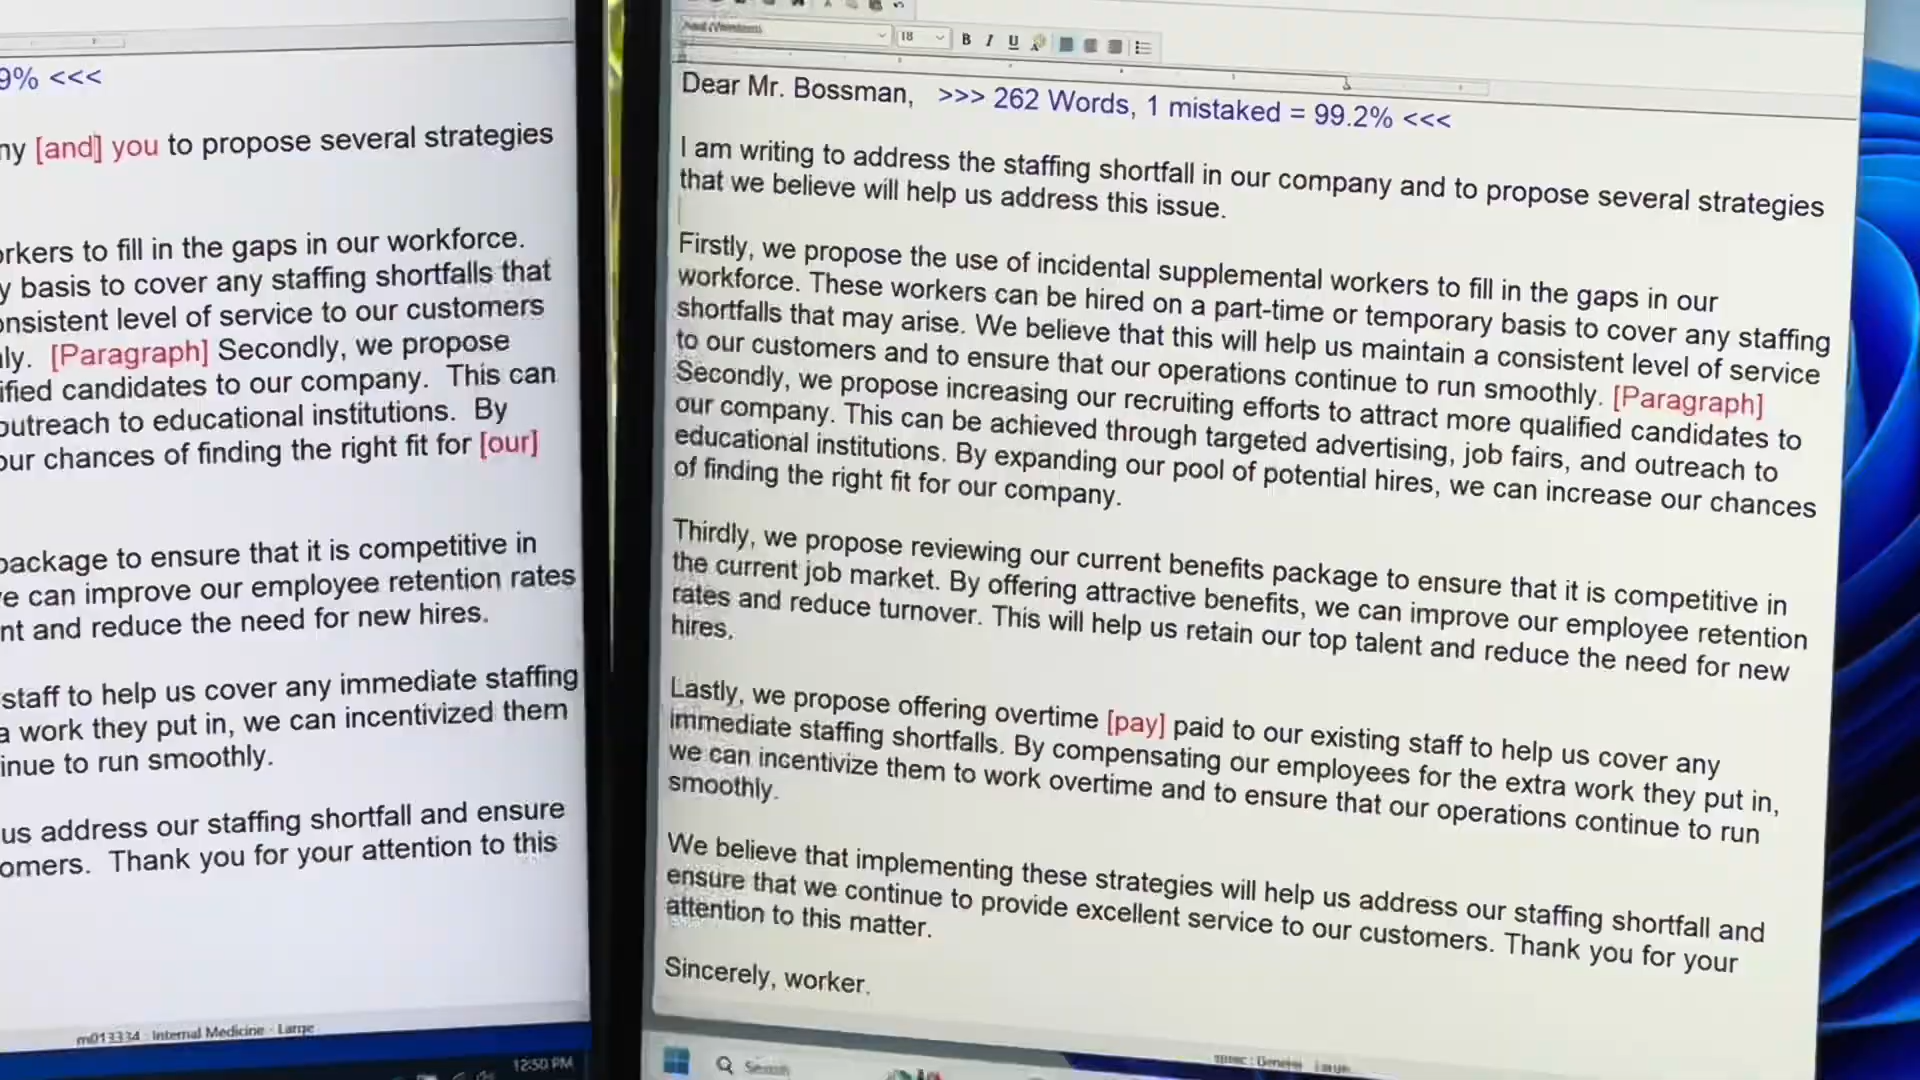 9% <<<
ny [and] you to propose several strategies
orkers to fill in the gaps in our workforce.
y basis to cover any staffing shortfalls that
onsistent level of service to our customers
ly. [Paragraph] Secondly, we propose
ified candidates to our company. This can
outreach to educational institutions. By
our chances of finding the right fit for [our]
package to ensure that it is competitive in
e can improve our employee retention rates
nt and reduce the need for new hires.
staff to help us cover any immediate staffing
a work they put in, we can incentivized them
inue to run smoothly.
us address our staffing shortfall and ensure
omers. Thank you for your attention to this
m013334 - Internal Medicine - Large
12:50 PM
18
B I U
Dear Mr. Bossman, >>> 262 Words, 1 mistaked = 99.2% <<<
I am writing to address the staffing shortfall in our company and to propose several strategies
that we believe will help us address this issue.
Firstly, we propose the use of incidental supplemental workers to fill in the gaps in our
workforce. These workers can be hired on a part-time or temporary basis to cover any staffing
shortfalls that may arise. We believe that this will help us maintain a consistent level of service
to our customers and to ensure that our operations continue to run smoothly. [Paragraph]
Secondly, we propose increasing our recruiting efforts to attract more qualified candidates to
our company. This can be achieved through targeted advertising, job fairs, and outreach to
educational institutions. By expanding our pool of potential hires, we can increase our chances
of finding the right fit for our company.
Thirdly, we propose reviewing our current benefits package to ensure that it is competitive in
the current job market. By offering attractive benefits, we can improve our employee retention
rates and reduce turnover. This will help us retain our top talent and reduce the need for new
hires.
Lastly, we propose offering overtime [pay] paid to our existing staff to help us cover any
immediate staffing shortfalls. By compensating our employees for the extra work they put in,
we can incentivize them to work overtime and to ensure that our operations continue to run
smoothly.
We believe that implementing these strategies will help us address our staffing shortfall and
ensure that we continue to provide excellent service to our customers. Thank you for your
attention to this matter.
Sincerely, worker.
Search